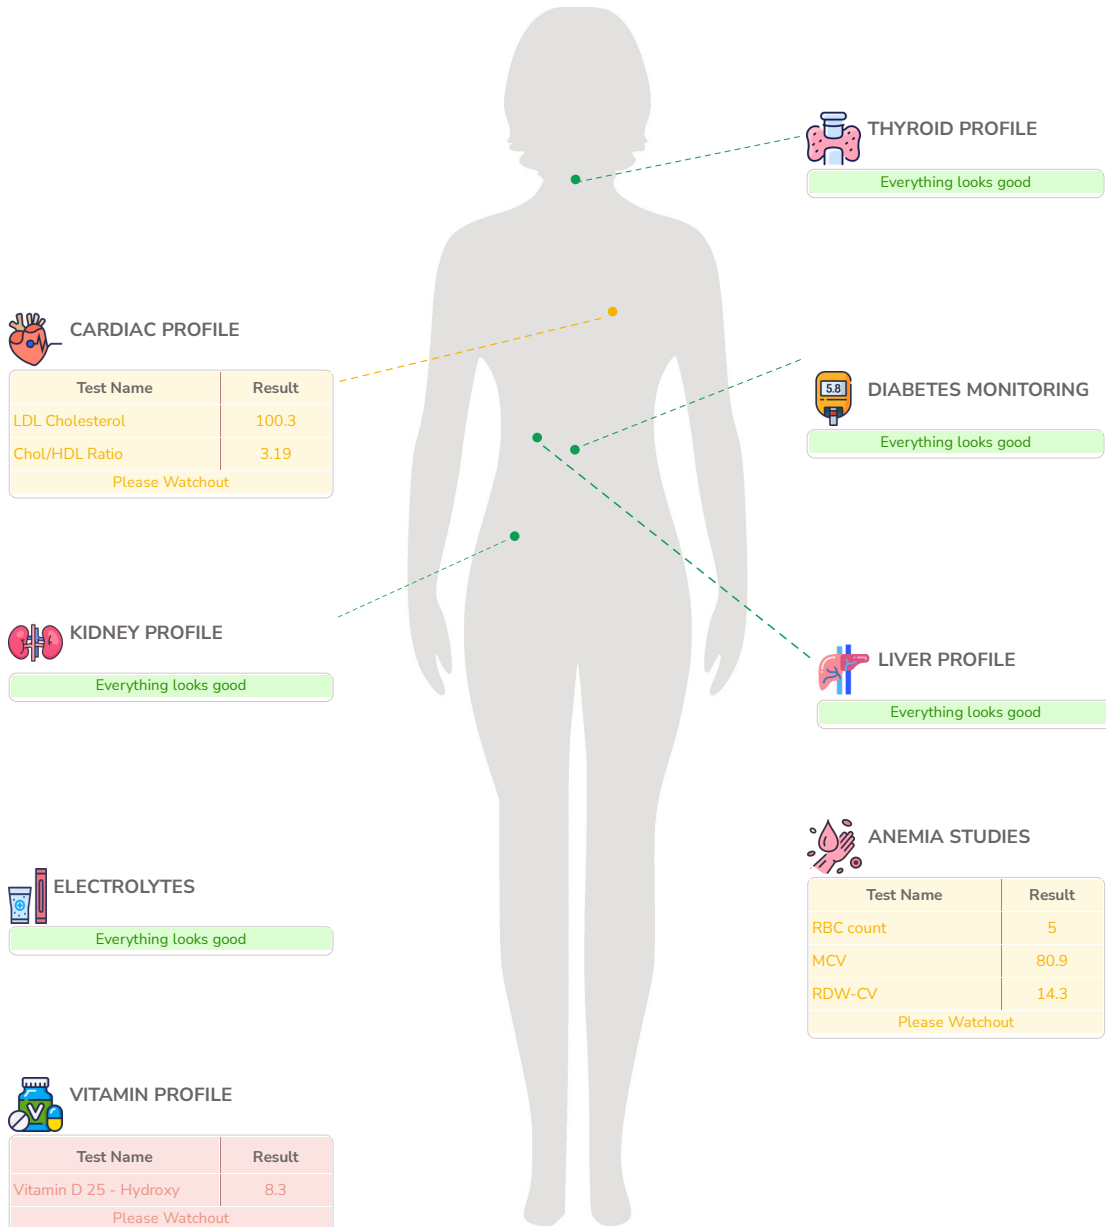 THYROID PROFILE
Everything looks good
CARDIAC PROFILE
Test Name Result
LDL Cholesterol 100.3
Chol/HDL Ratio 3.19
Please Watchout
5.8
DIABETES MONITORING
Everything looks good
KIDNEY PROFILE
Everything looks good
LIVER PROFILE
Everything looks good
ANEMIA STUDIES
Test Name Result
RBC count 5
MCV 80.9
RDW-CV 14.3
Please Watchout
ELECTROLYTES
Everything looks good
VITAMIN PROFILE
V
Test Name Result
Vitamin D 25 - Hydroxy 8.3
Please Watchout